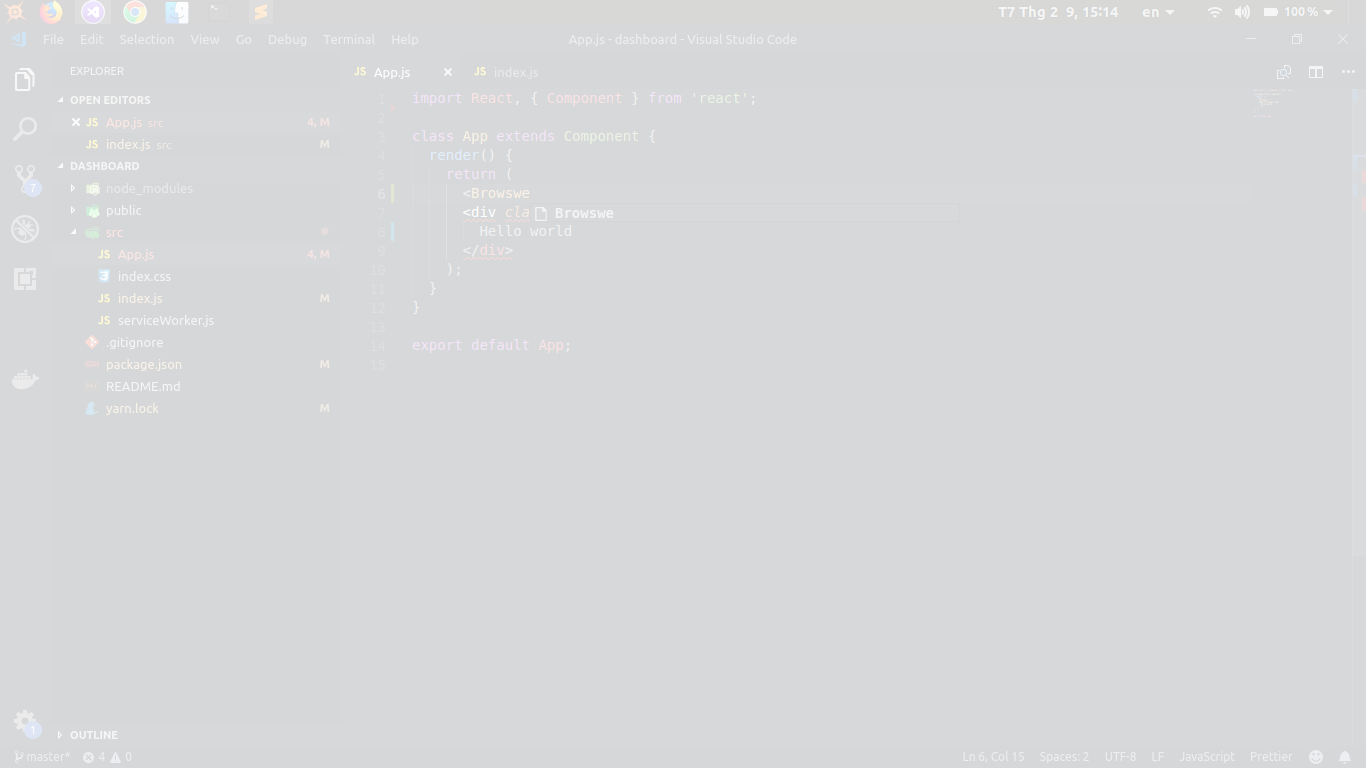 T7 Thg 2 9, 15:14 en 100 %
File Edit Selection View Go Debug Terminal Help App.js - dashboard - Visual Studio Code
EXPLORER
JS App.js JS index.js
OPEN EDITORS
JS App.js src 4, M
JS index.js src M
DASHBOARD
node_modules
public
src
JS App.js 4, M
index.css
JS index.js M
JS serviceWorker.js
.gitignore
package.json M
README.md
yarn.lock M
OUTLINE
7
1
1 import React, { Component } from 'react';
2
3 class App extends Component {
4 render() {
5 return (
6 <Browswe
7 <div cla Browswe
8 Hello world
9 </div>
10 );
11 }
12 }
13
14 export default App;
15
master* 4 0 Ln 6, Col 15 Spaces: 2 UTF-8 LF JavaScript Prettier